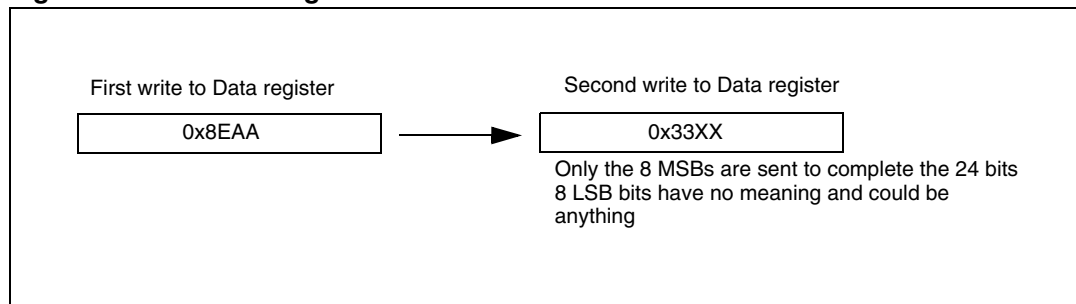 First write to Data register
Second write to Data register
0x8EAA
0x33XX
Only the 8 MSBs are sent to complete the 24 bits
8 LSB bits have no meaning and could be
anything